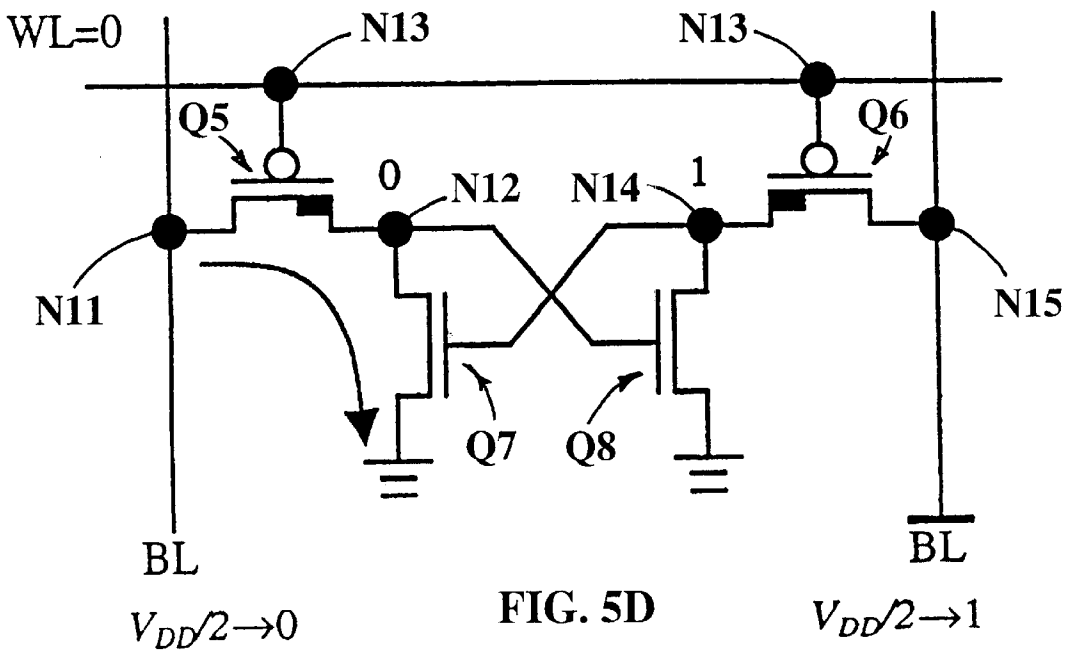 WL=0
N13
N13
Q5
Q6
0
N12
N14
1
N11
N15
Q7
Q8
BL
BL
V_DD/2→0
FIG. 5D
V_DD/2→1